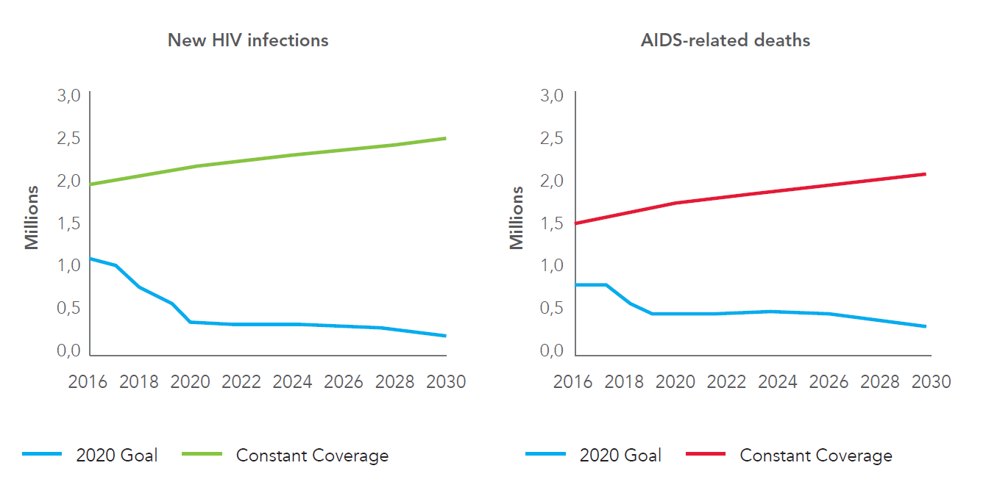 New HIV infections
Millions
3,0
2,5
2,0
1,5
1,0
0,5
0,0
2016 2018 2020 2022 2024 2026 2028 2030
2020 Goal Constant Coverage
AIDS-related deaths
Millions
3,0
2,5
2,0
1,5
1,0
0,5
0,0
2016 2018 2020 2022 2024 2026 2028 2030
2020 Goal Constant Coverage